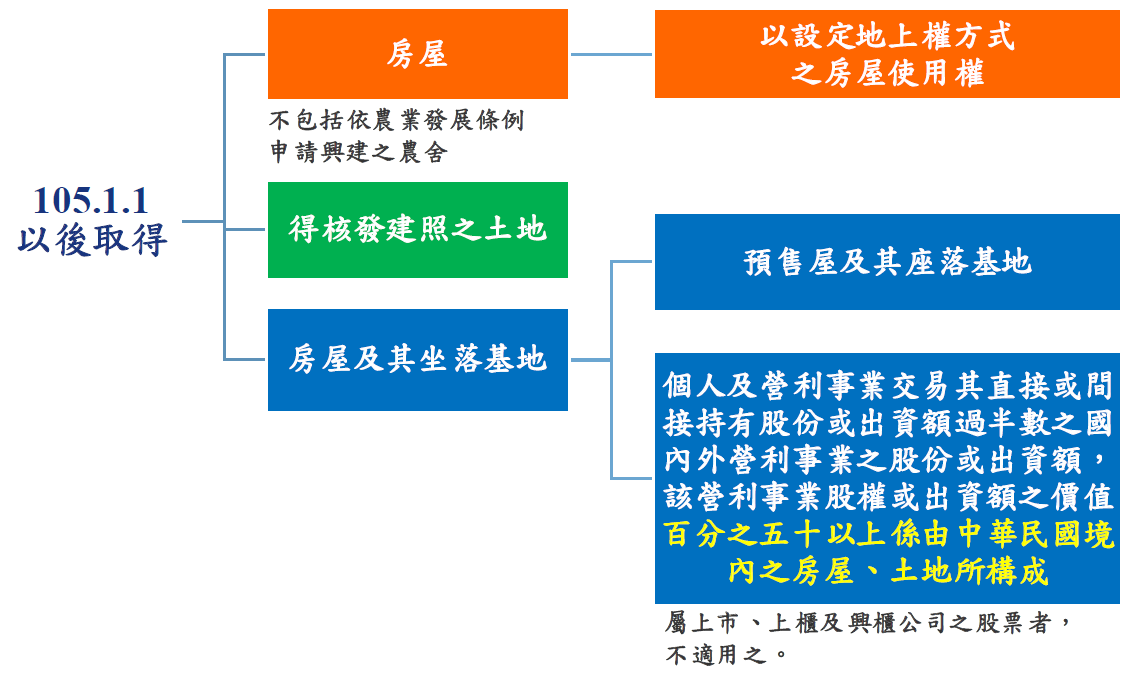 105.1.1
以後取得
房屋
不包括依農業發展條例
申請興建之農舍
得核發建照之土地
房屋及其坐落基地
以設定地上權方式
之房屋使用權
預售屋及其座落基地
個人及營利事業交易其直接或間
接持有股份或出資額過半數之國
內外營利事業之股份或出資額，
該營利事業股權或出資額之價值
百分之五十以上係由中華民國境
內之房屋、土地所構成
屬上市、上櫃及興櫃公司之股票者，
不適用之。